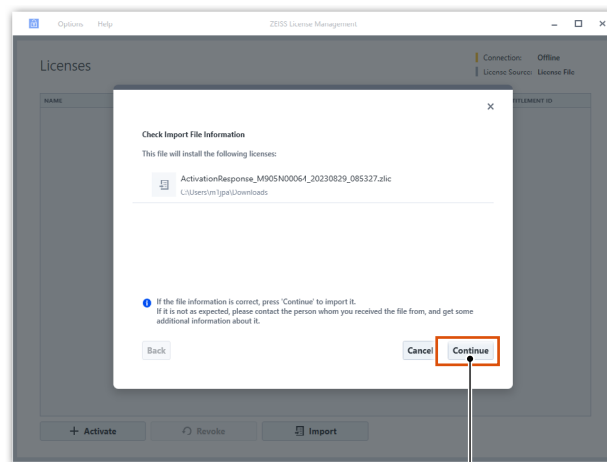 Options Help ZEISS License Management
Licenses
Connection: Offline
License Source: License File
NAME
ENTITLEMENT ID
Check Import File Information
This file will install the following licenses:
ActivationResponse_M905N00064_20230829_085327.zlic
C:\Users\m1jpa\Downloads
If the file information is correct, press 'Continue' to import it.
If it is not as expected, please contact the person whom you received the file from, and get some
additional information about it.
Back Cancel Continue
+ Activate Revoke Import